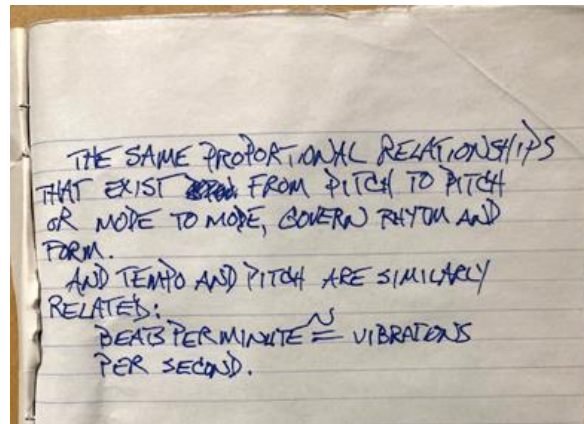 THE SAME PROPORTIONAL RELATIONSHIPS
THAT EXIST FROM PITCH TO PITCH
OR MODE TO MODE, GOVERN RHYTM AND
FORM.
AND TEMPO AND PITCH ARE SIMILARLY
RELATED:
BEATS PER MINUTE ≅ VIBRATIONS
PER SECOND.